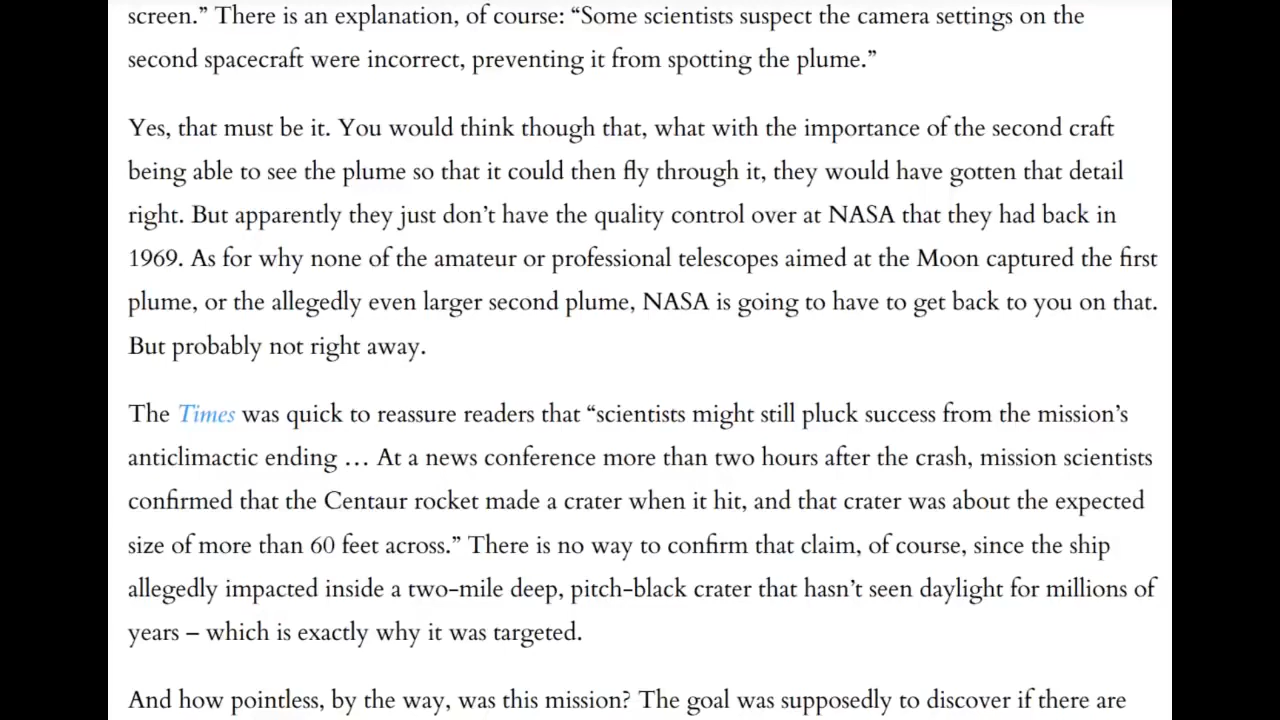 screen.” There is an explanation, of course: “Some scientists suspect the camera settings on the
second spacecraft were incorrect, preventing it from spotting the plume.”
Yes, that must be it. You would think though that, what with the importance of the second craft
being able to see the plume so that it could then fly through it, they would have gotten that detail
right. But apparently they just don’t have the quality control over at NASA that they had back in
1969. As for why none of the amateur or professional telescopes aimed at the Moon captured the first
plume, or the allegedly even larger second plume, NASA is going to have to get back to you on that.
But probably not right away.
The Times was quick to reassure readers that “scientists might still pluck success from the mission’s
anticlimactic ending … At a news conference more than two hours after the crash, mission scientists
confirmed that the Centaur rocket made a crater when it hit, and that crater was about the expected
size of more than 60 feet across.” There is no way to confirm that claim, of course, since the ship
allegedly impacted inside a two-mile deep, pitch-black crater that hasn’t seen daylight for millions of
years – which is exactly why it was targeted.
And how pointless, by the way, was this mission? The goal was supposedly to discover if there are